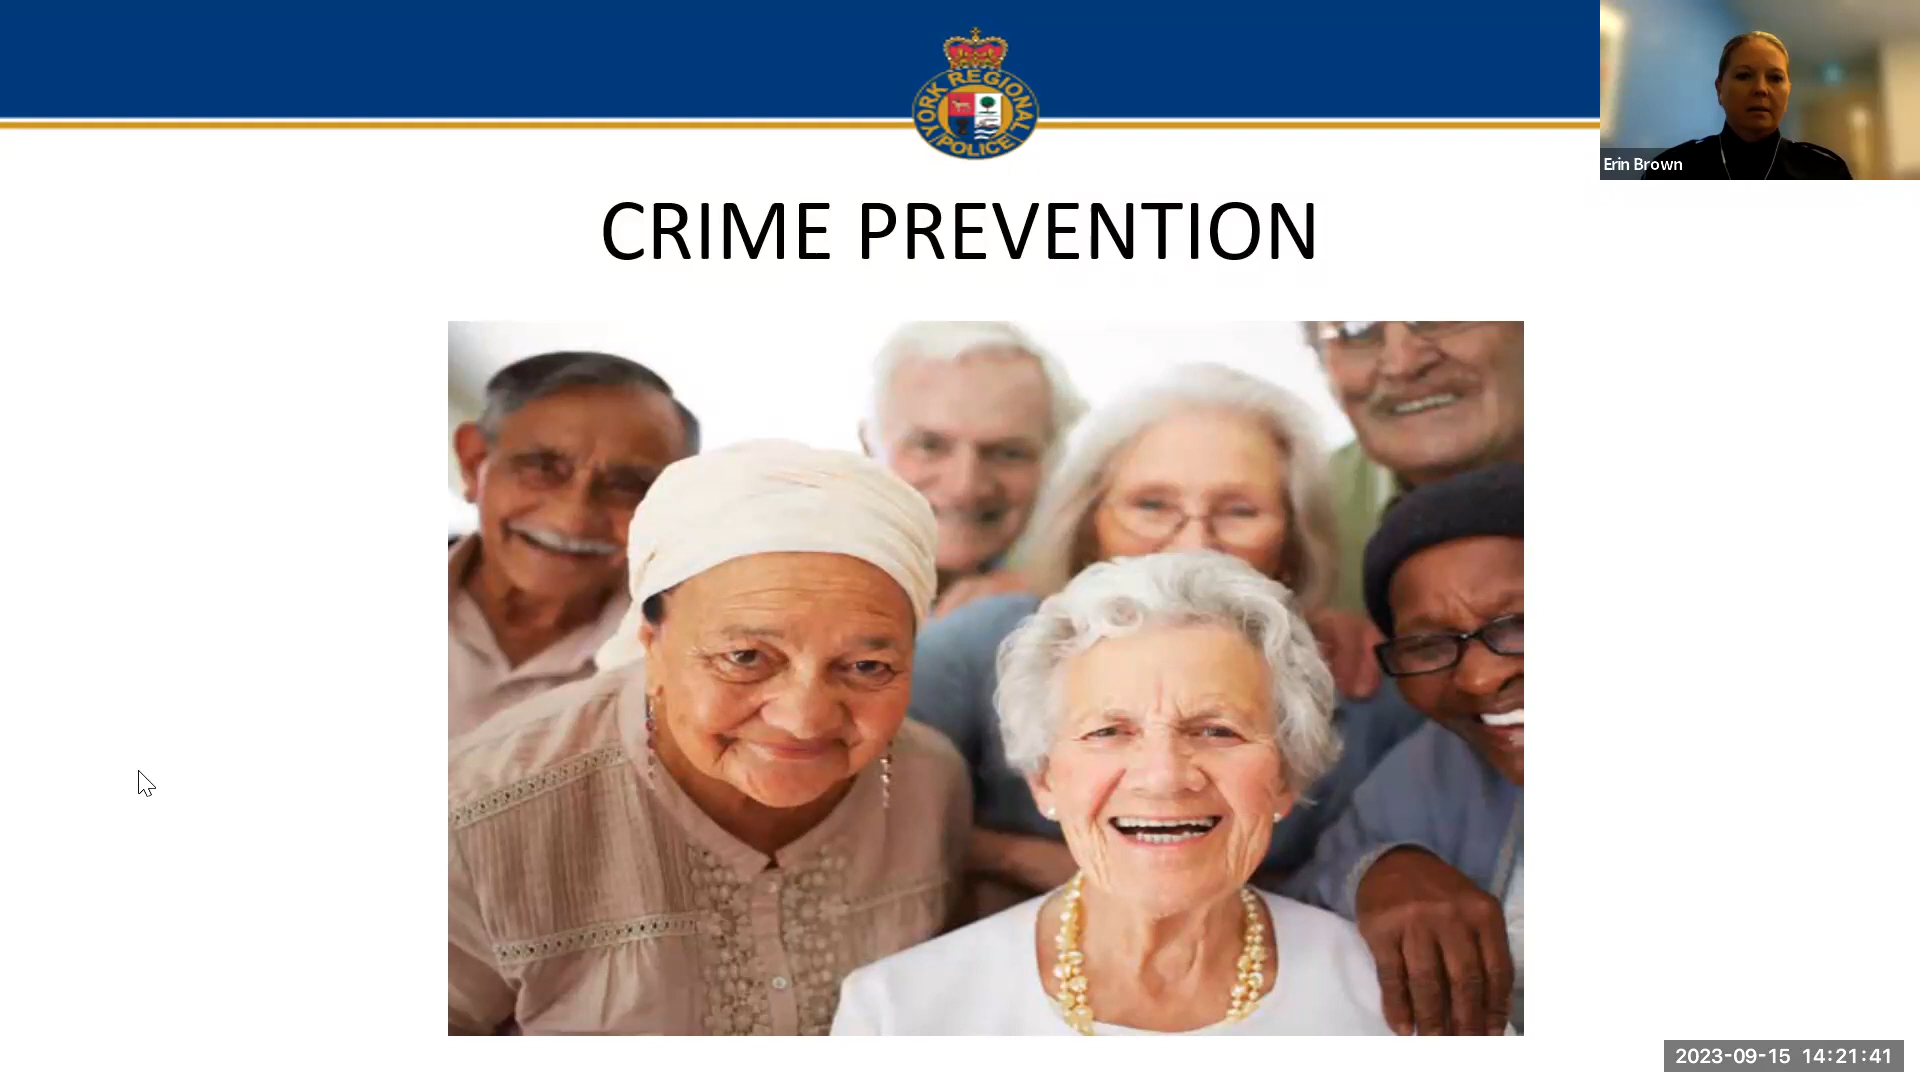 YORK REGIONAL
POLICE
Erin Brown
CRIME PREVENTION
2023-09-15 14:21:41